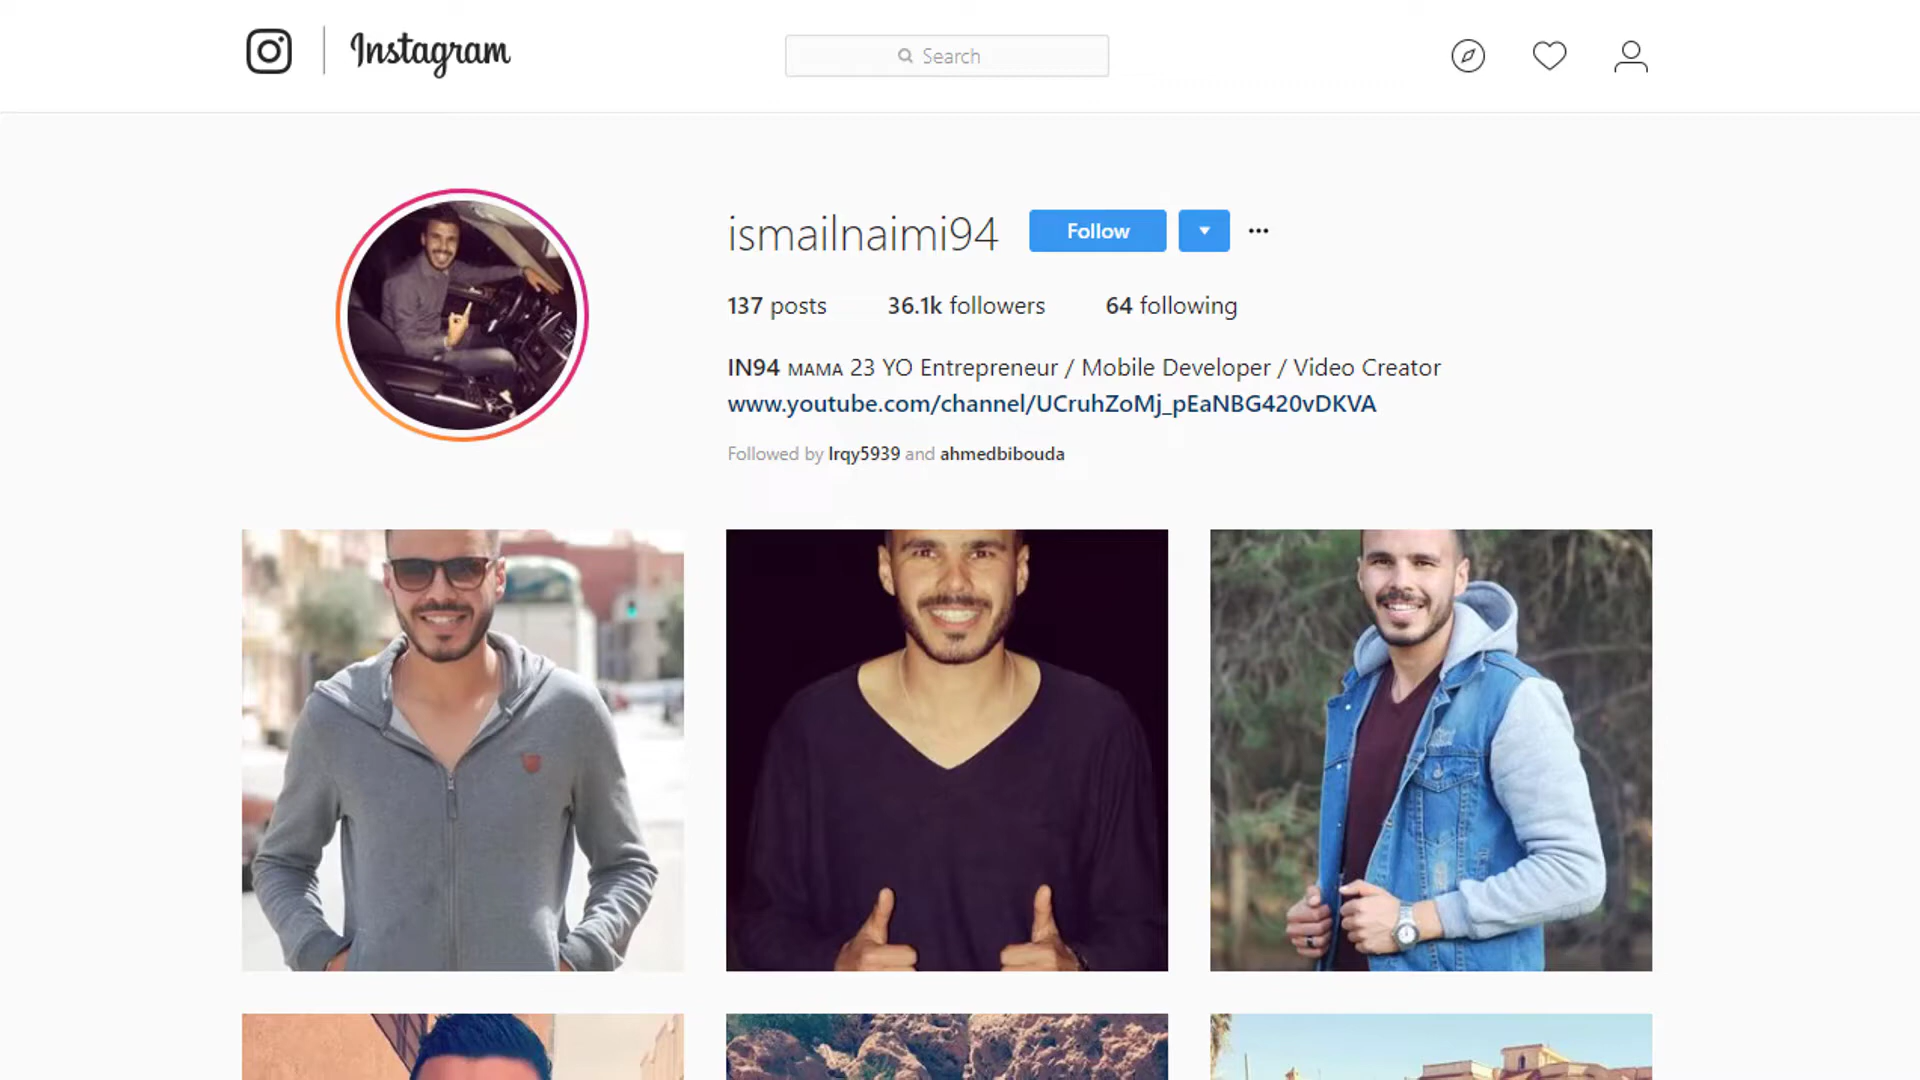 Instagram
Search
ismailnaimi94 Follow
137 posts 36.1k followers 64 following
IN94 ᴍᴀᴍᴀ 23 YO Entrepreneur / Mobile Developer / Video Creator
www.youtube.com/channel/UCruhZoMj_pEaNBG420vDKVA
Followed by lrqy5939 and ahmedbibouda